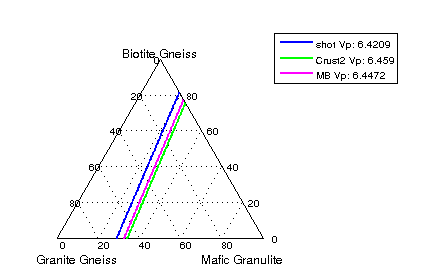 Biotite Gneiss
shot Vp: 6.4209
Crust2 Vp: 6.459
MB Vp: 6.4472
0
20 80
40 60
60 40
80 20
0
0 20 40 60 80
Granite Gneiss Mafic Granulite